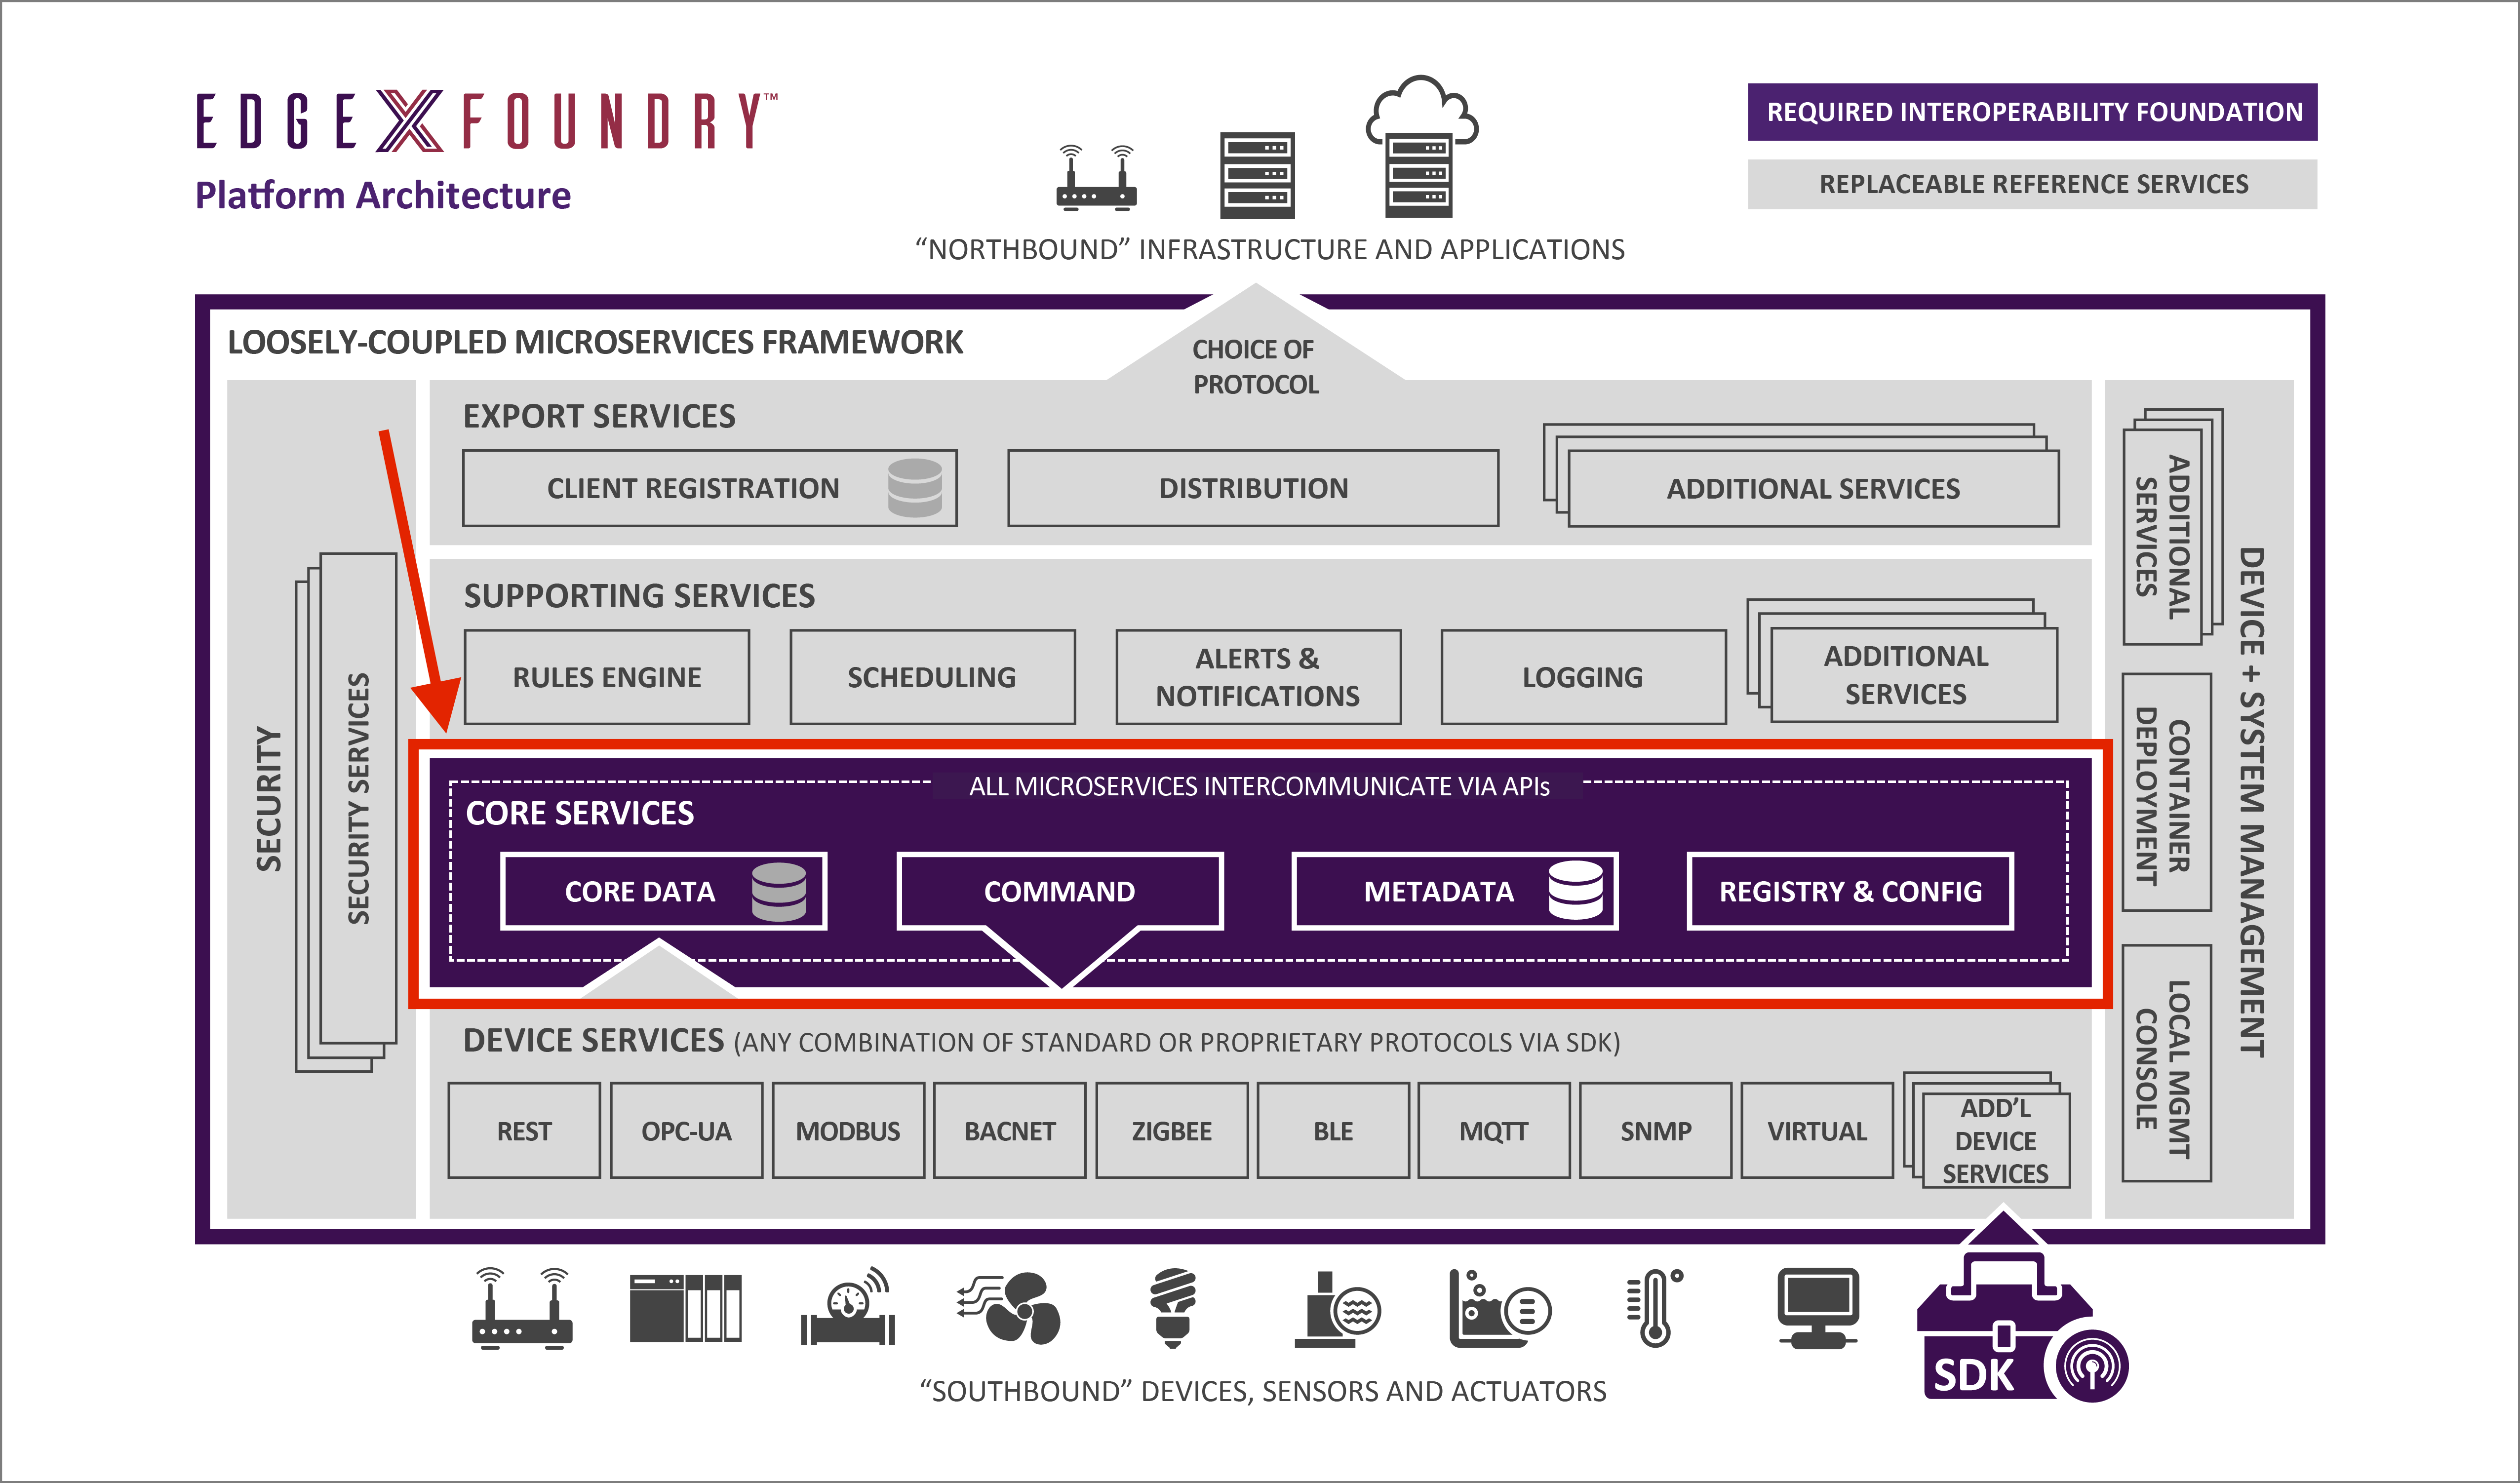 EDGE X FOUNDRY™
Platform Architecture
REQUIRED INTEROPERABILITY FOUNDATION
REPLACEABLE REFERENCE SERVICES
“NORTHBOUND” INFRASTRUCTURE AND APPLICATIONS
LOOSELY-COUPLED MICROSERVICES FRAMEWORK
CHOICE OF
PROTOCOL
SECURITY
SECURITY SERVICES
EXPORT SERVICES
CLIENT REGISTRATION
DISTRIBUTION
ADDITIONAL SERVICES
SUPPORTING SERVICES
RULES ENGINE
SCHEDULING
ALERTS &
NOTIFICATIONS
LOGGING
ADDITIONAL
SERVICES
ALL MICROSERVICES INTERCOMMUNICATE VIA APIs
CORE SERVICES
CORE DATA
COMMAND
METADATA
REGISTRY & CONFIG
DEVICE SERVICES (ANY COMBINATION OF STANDARD OR PROPRIETARY PROTOCOLS VIA SDK)
REST
OPC-UA
MODBUS
BACNET
ZIGBEE
BLE
MQTT
SNMP
VIRTUAL
ADD’L
DEVICE
SERVICES
ADDITIONAL
SERVICES
CONTAINER
DEPLOYMENT
LOCAL MGMT
CONSOLE
DEVICE + SYSTEM MANAGEMENT
SDK
“SOUTHBOUND” DEVICES, SENSORS AND ACTUATORS